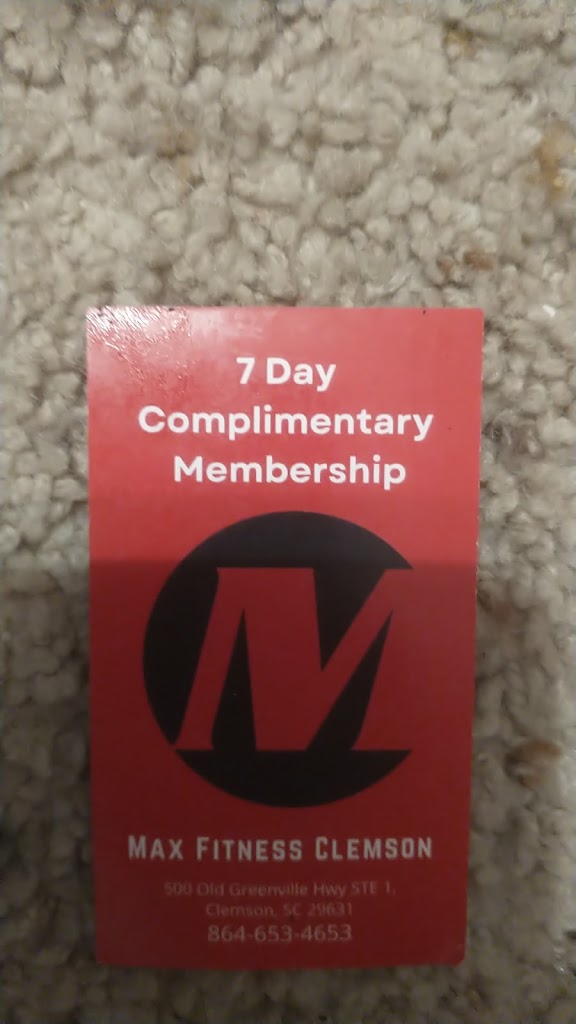 7 Day
Complimentary
Membership
M
MAX FITNESS CLEMSON
500 Old Greenville Hwy STE 1,
Clemson, SC 29631
864-653-4653